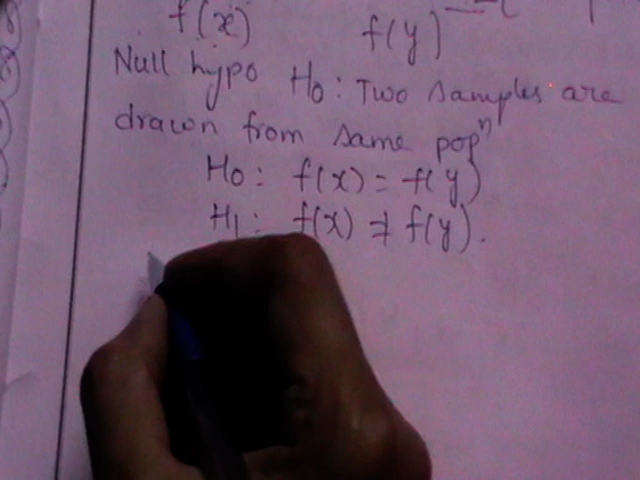 f(x) f(y)
Null hypo H₀: Two samples are
drawn from same popⁿ
H₀: f(x) = f(y)
H₁: f(x) ≠ f(y).